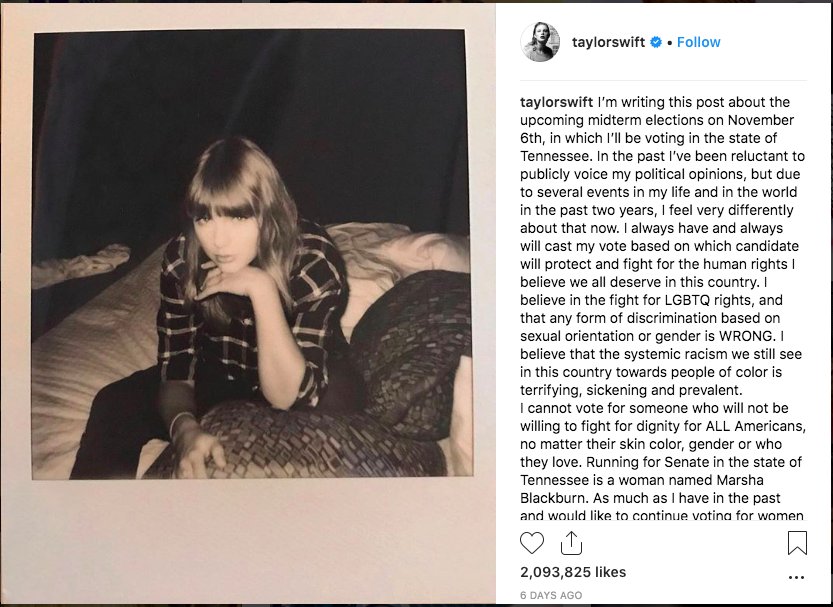 taylorswift • Follow
taylorswift I’m writing this post about the
upcoming midterm elections on November
6th, in which I’ll be voting in the state of
Tennessee. In the past I’ve been reluctant to
publicly voice my political opinions, but due
to several events in my life and in the world
in the past two years, I feel very differently
about that now. I always have and always
will cast my vote based on which candidate
will protect and fight for the human rights I
believe we all deserve in this country. I
believe in the fight for LGBTQ rights, and
that any form of discrimination based on
sexual orientation or gender is WRONG. I
believe that the systemic racism we still see
in this country towards people of color is
terrifying, sickening and prevalent.
I cannot vote for someone who will not be
willing to fight for dignity for ALL Americans,
no matter their skin color, gender or who
they love. Running for Senate in the state of
Tennessee is a woman named Marsha
Blackburn. As much as I have in the past
and would like to continue voting for women
2,093,825 likes
6 DAYS AGO